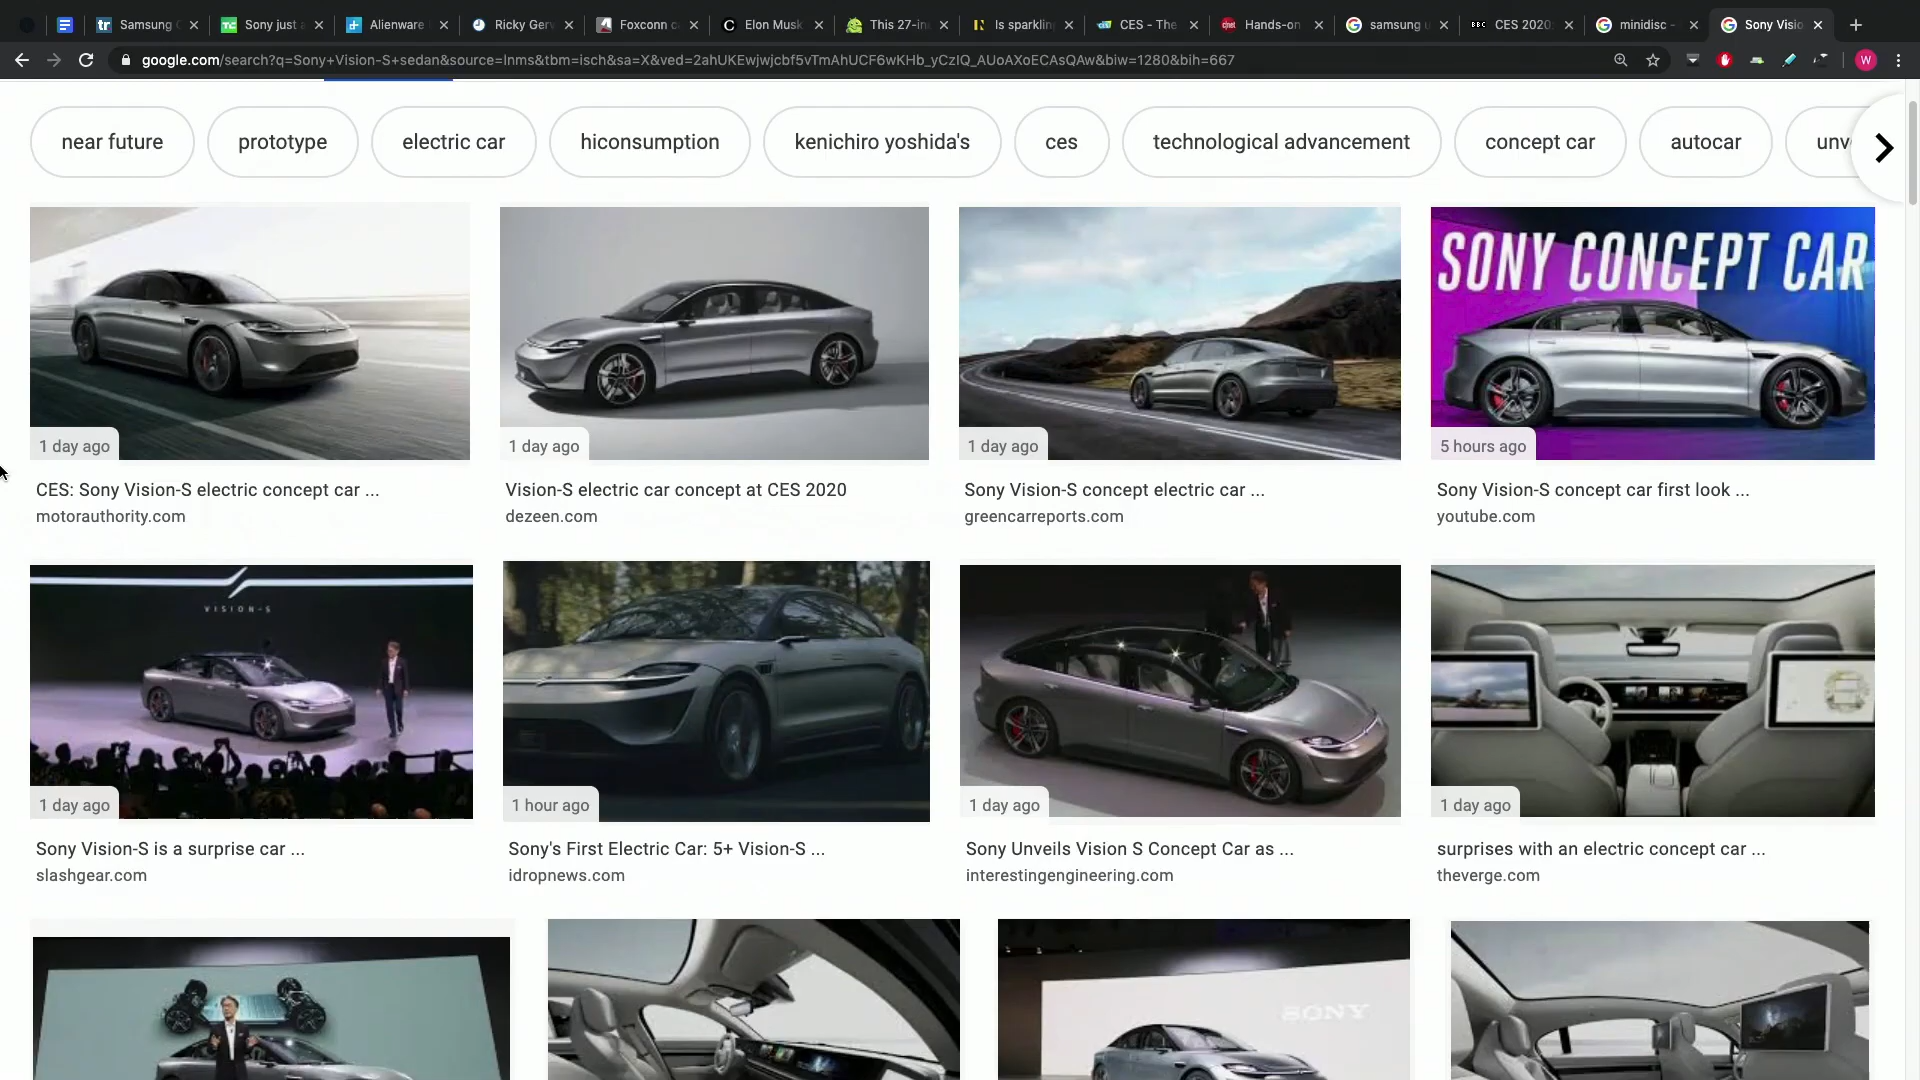 Samsung
Sony just
Alienware
Ricky Ger
Foxconn
Elon Musk
This 27-in
Is sparklin
CES - The
Hands-on
samsung
CES 2020
minidisc -
Sony Visio
google.com/search?q=Sony+Vision-S+sedan&source=lnms&tbm=isch&sa=X&ved=2ahUKEwjwjcbf5vTmAhUCF6wKHb_yCzIQ_AUoAXoECAsQAw&biw=1280&bih=667
W
near future
prototype
electric car
hiconsumption
kenichiro yoshida's
ces
technological advancement
concept car
autocar
unv
SONY CONCEPT CAR
1 day ago
1 day ago
1 day ago
5 hours ago
CES: Sony Vision-S electric concept car ...
motorauthority.com
Vision-S electric car concept at CES 2020
dezeen.com
Sony Vision-S concept electric car ...
greencarreports.com
Sony Vision-S concept car first look ...
youtube.com
VISION-S
1 day ago
1 hour ago
1 day ago
1 day ago
Sony Vision-S is a surprise car ...
slashgear.com
Sony's First Electric Car: 5+ Vision-S ...
idropnews.com
Sony Unveils Vision S Concept Car as ...
interestingengineering.com
surprises with an electric concept car ...
theverge.com
SONY